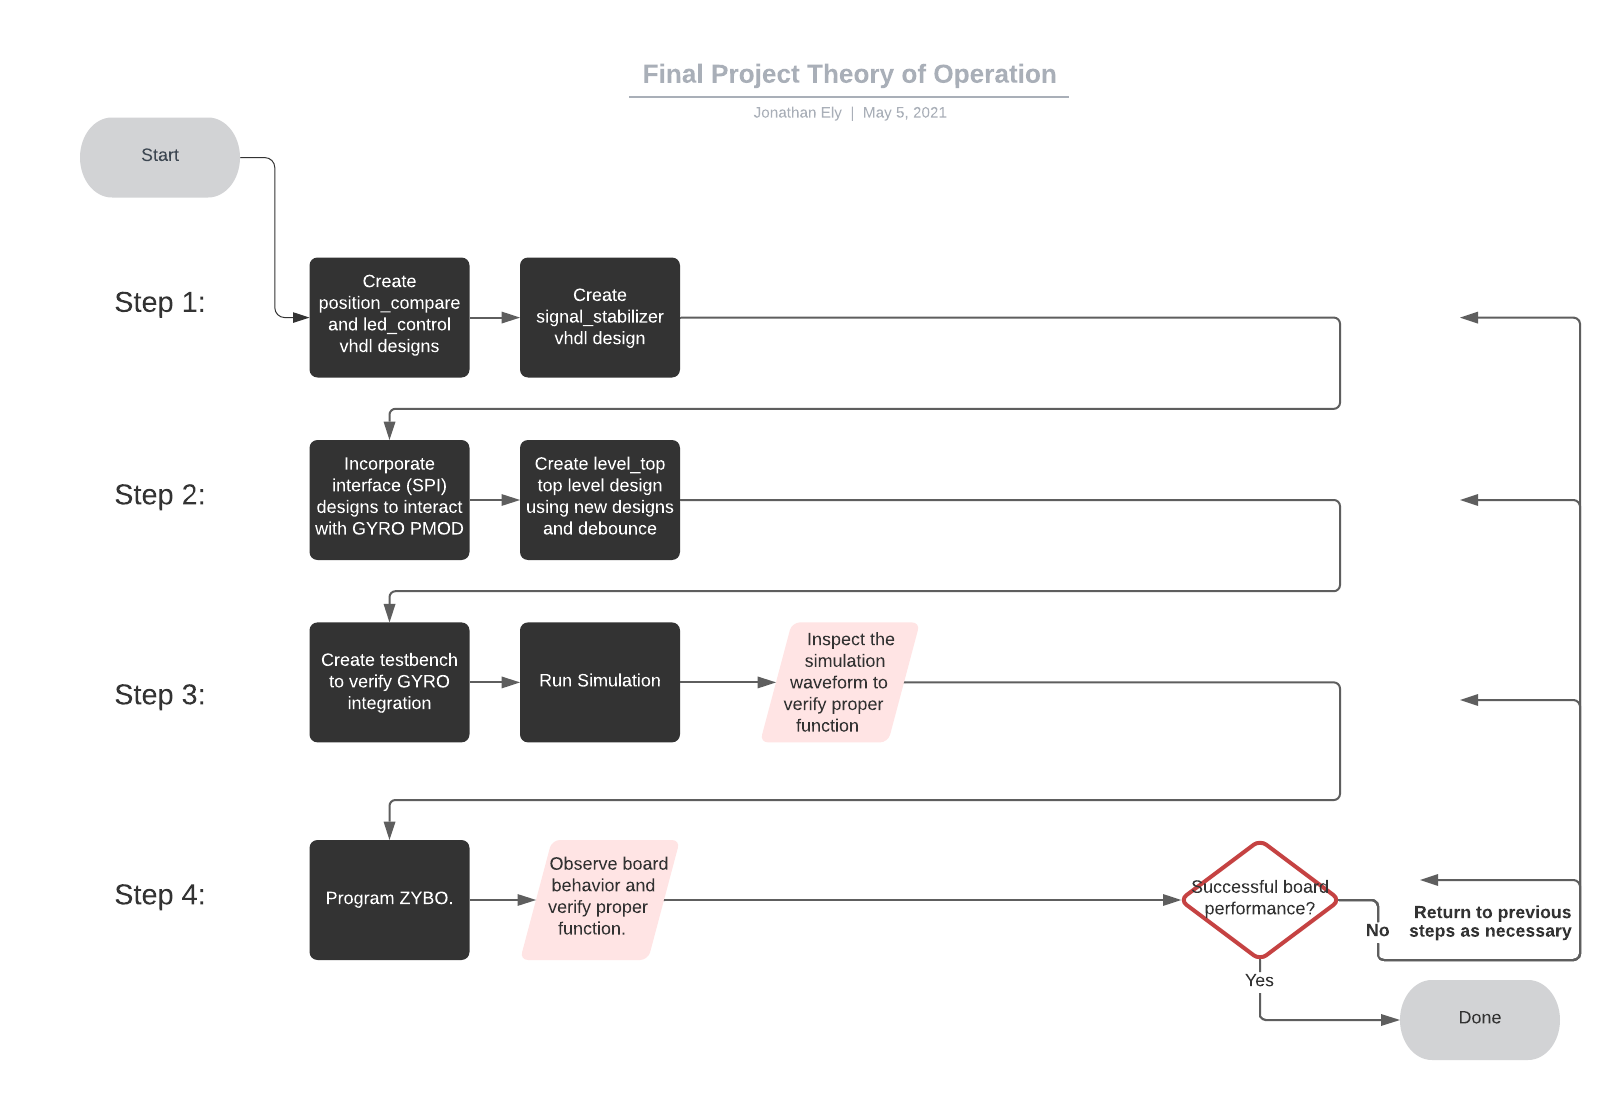 Final Project Theory of Operation
Jonathan Ely | May 5, 2021
Start
Step 1:
Create
position_compare
and led_control
vhdl designs
Create
signal_stabilizer
vhdl design
Step 2:
Incorporate
interface (SPI)
designs to interact
with GYRO PMOD
Create level_top
top level design
using new designs
and debounce
Step 3:
Create testbench
to verify GYRO
integration
Run Simulation
Inspect the
simulation
waveform to
verify proper
function
Step 4:
Program ZYBO.
Observe board
behavior and
verify proper
function.
Successful board
performance?
No
Return to previous
steps as necessary
Yes
Done